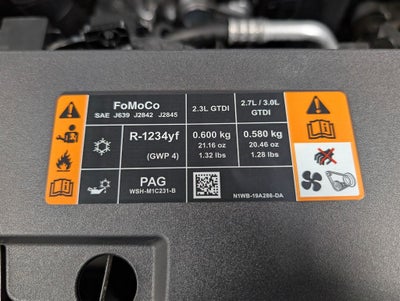 FoMoCo
SAE J639 J2842 J2845
2.3L GTDI
2.7L / 3.0L
GTDI
R-1234yf
(GWP 4)
0.600 kg
21.16 oz
1.32 lbs
0.580 kg
20.46 oz
1.28 lbs
PAG
WSH-M1C231-B
N1WB-19A286-DA